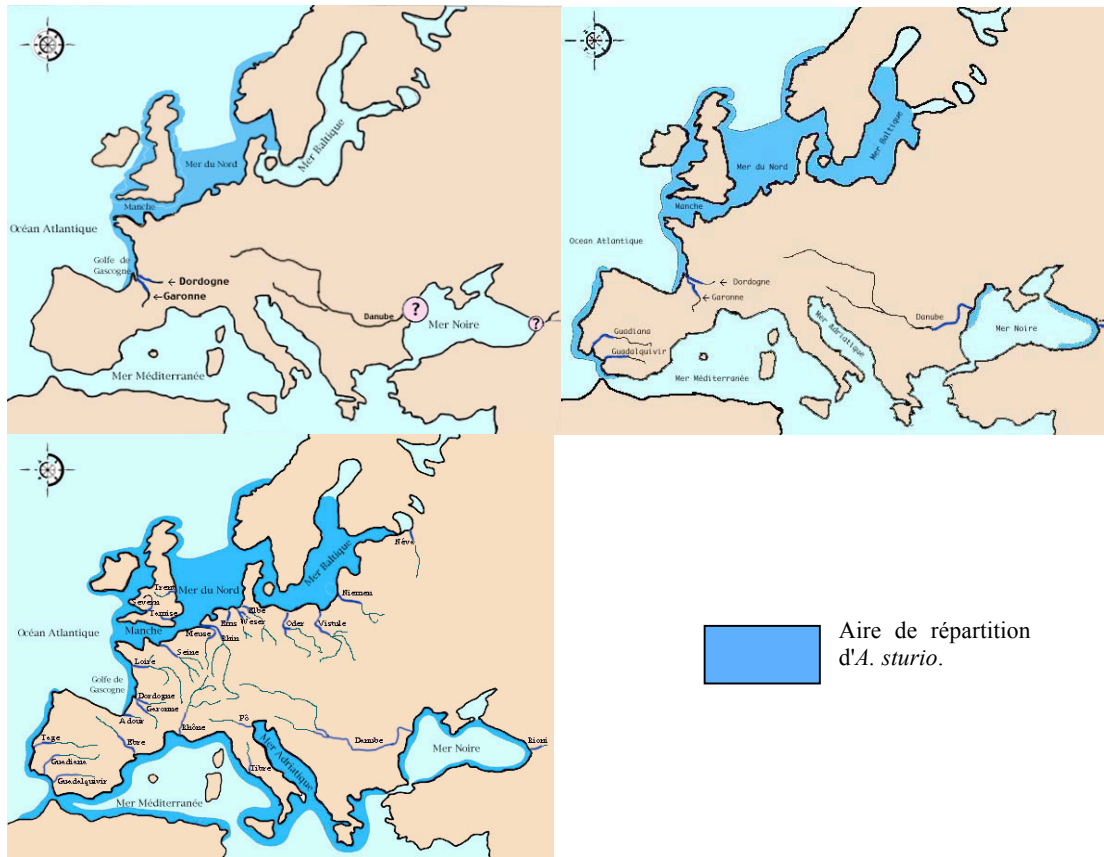 Mer Baltique
Mer du Nord
Manche
Océan Atlantique
Golfe de
Gascogne
← Dordogne
← Garonne
Danube
?
Mer Noire
?
Mer Méditerranée
Mer Baltique
Mer du Nord
Manche
Ocean Atlantique
← Dordogne
← Garonne
Danube
Mer Noire
Mer Adriatique
Guadiana
Guadalquivir
Mer Méditerranée
Mer Baltique
Néva
Mer du Nord
Trent
Severn
Tamise
Niemen
Elbe
Ems
Weser
Oder
Vistule
Océan Atlantique
Manche
Meuse
Rhin
Seine
Loire
Golfe de
Gascogne
Dordogne
Garonne
Adour
Rhône
Pô
Danube
Mer Noire
Rioni
Tage
Ebre
Mer Adriatique
Guadiana
Tibre
Guadalquivir
Mer Méditerranée
Aire de répartition
d'A. sturio.